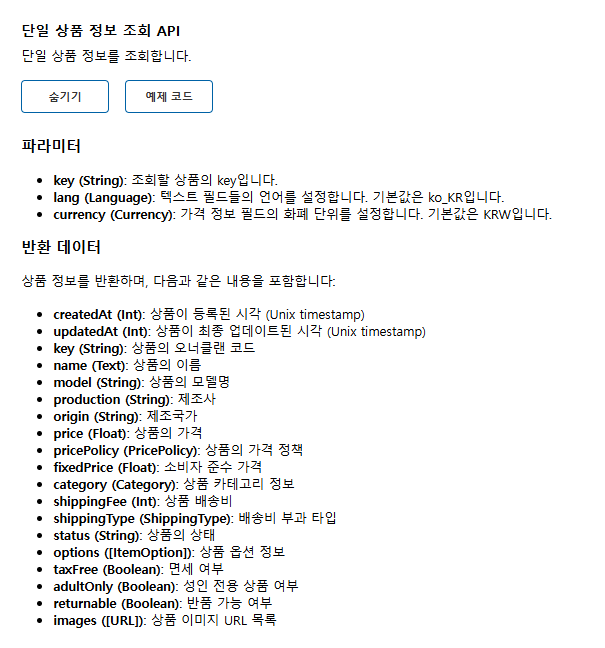 단일 상품 정보 조회 API
단일 상품 정보를 조회합니다.
숨기기
예제 코드
파라미터
• key (String): 조회할 상품의 key입니다.
• lang (Language): 텍스트 필드들의 언어를 설정합니다. 기본값은 ko_KR입니다.
• currency (Currency): 가격 정보 필드의 화폐 단위를 설정합니다. 기본값은 KRW입니다.
반환 데이터
상품 정보를 반환하며, 다음과 같은 내용을 포함합니다:
• createdAt (Int): 상품이 등록된 시각 (Unix timestamp)
• updatedAt (Int): 상품이 최종 업데이트된 시각 (Unix timestamp)
• key (String): 상품의 오너클랜 코드
• name (Text): 상품의 이름
• model (String): 상품의 모델명
• production (String): 제조사
• origin (String): 제조국가
• price (Float): 상품의 가격
• pricePolicy (PricePolicy): 상품의 가격 정책
• fixedPrice (Float): 소비자 준수 가격
• category (Category): 상품 카테고리 정보
• shippingFee (Int): 상품 배송비
• shippingType (ShippingType): 배송비 부과 타입
• status (String): 상품의 상태
• options ([ItemOption]): 상품 옵션 정보
• taxFree (Boolean): 면세 여부
• adultOnly (Boolean): 성인 전용 상품 여부
• returnable (Boolean): 반품 가능 여부
• images ([URL]): 상품 이미지 URL 목록